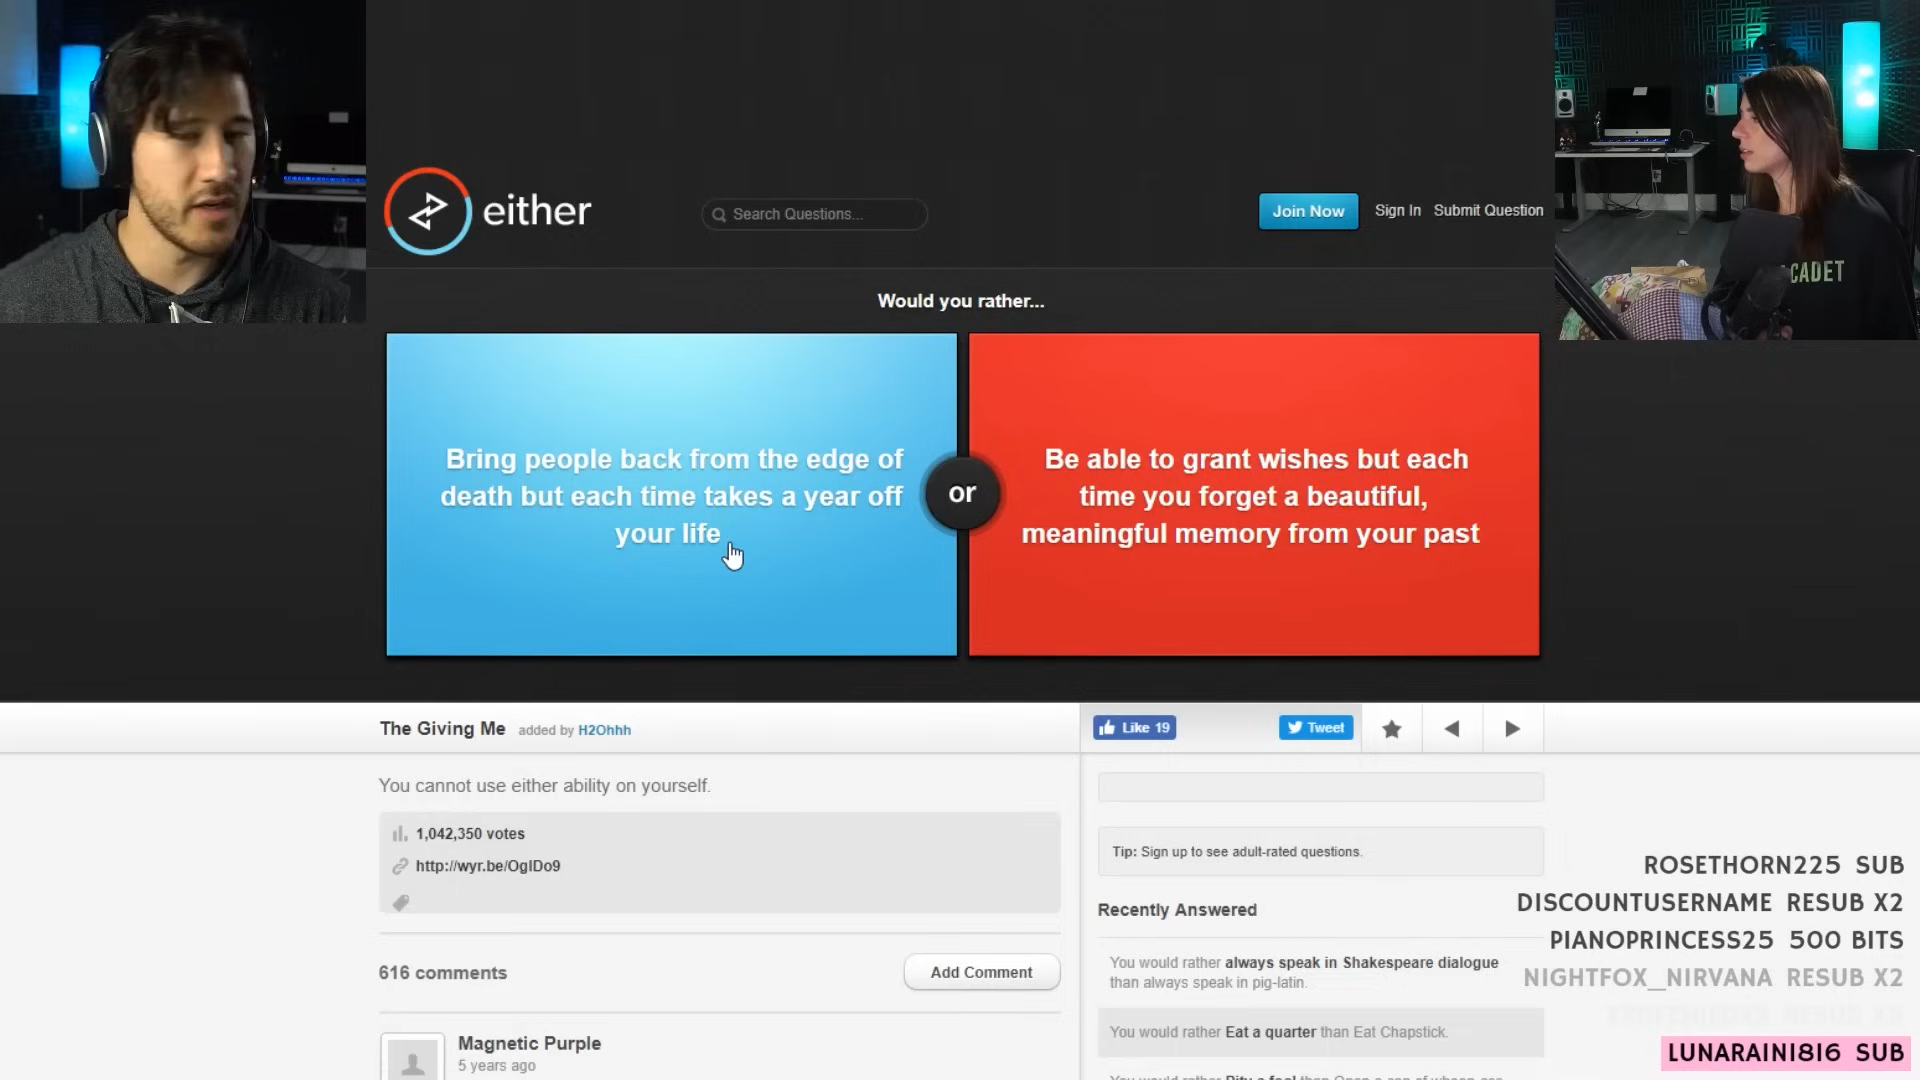 either
Search Questions...
Join Now
Sign In
Submit Question
CADET
Would you rather...
Bring people back from the edge of
death but each time takes a year off
your life
or
Be able to grant wishes but each
time you forget a beautiful,
meaningful memory from your past
The Giving Me added by H2Ohhh
Like 19
Tweet
You cannot use either ability on yourself.
1,042,350 votes
Tip: Sign up to see adult-rated questions.
Recently Answered
616 comments
Add Comment
You would rather always speak in Shakespeare dialogue
than always speak in pig-latin.
You would rather Eat a quarter than Eat Chapstick.
Magnetic Purple
5 years ago
ROSETHORN225 SUB
DISCOUNTUSERNAME RESUB X2
PIANOPRINCESS25 500 BITS
NIGHTFOX_NIRVANA RESUB X2
LUNARAIN1816 SUB